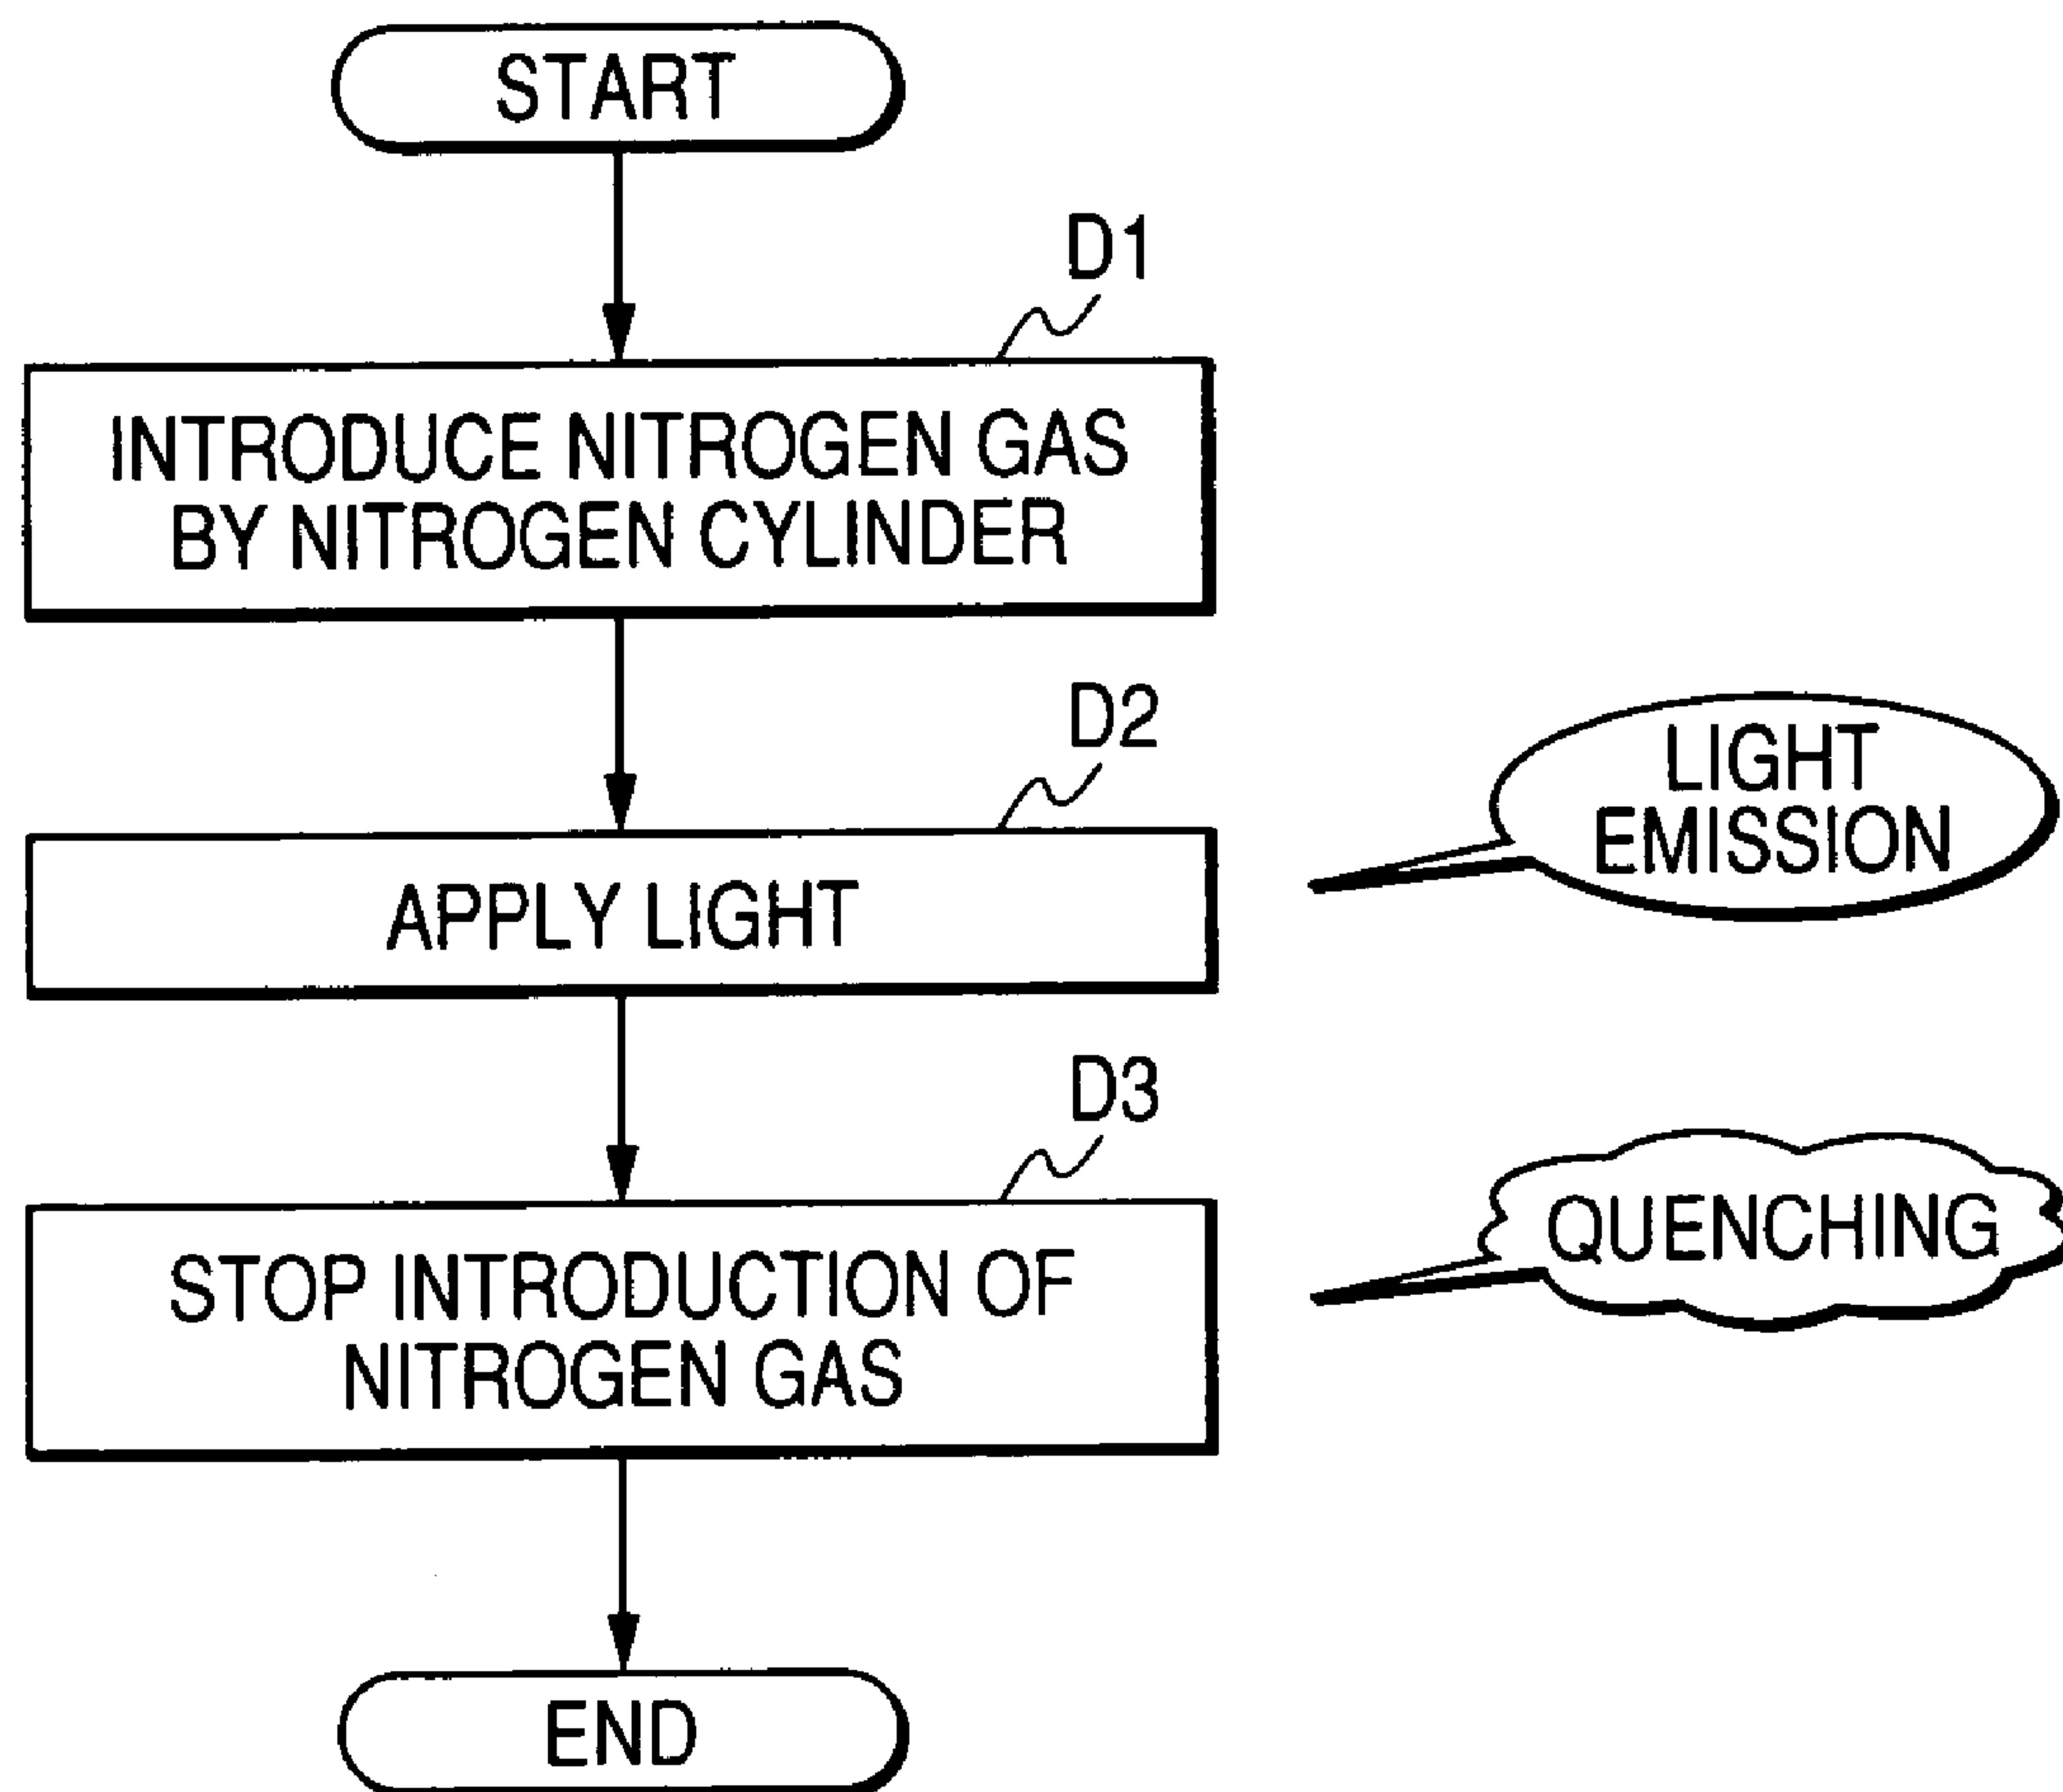 START
D1
INTRODUCE NITROGEN GAS
BY NITROGEN CYLINDER
D2
APPLY LIGHT
LIGHT
EMISSION
D3
STOP INTRODUCTION OF
NITROGEN GAS
QUENCHING
END